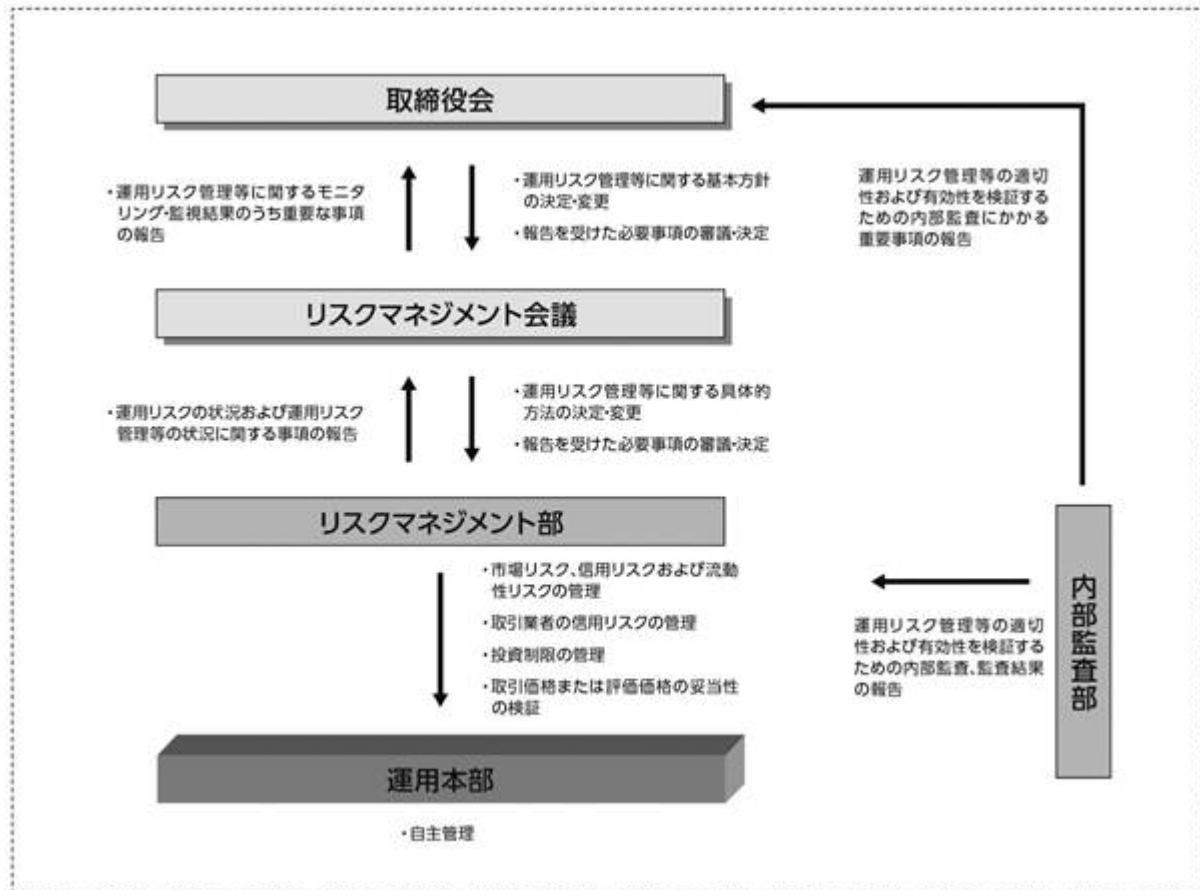 取締役会
・運用リスク管理等に関するモニタ
リング・監視結果のうち重要な事項
の報告
・運用リスク管理等に関する基本方針
の決定・変更
・報告を受けた必要事項の審議・決定
運用リスク管理等の適切
性および有効性を検証する
ための内部監査にかかる
重要事項の報告
リスクマネジメント会議
・運用リスクの状況および運用リスク
管理等の状況に関する事項の報告
・運用リスク管理等に関する具体的
方法の決定・変更
・報告を受けた必要事項の審議・決定
リスクマネジメント部
・市場リスク、信用リスクおよび流動
性リスクの管理
・取引業者の信用リスクの管理
・投資制限の管理
・取引価格または評価価格の妥当性
の検証
運用リスク管理等の適切
性および有効性を検証する
ための内部監査、監査結果
の報告
内部監査部
運用本部
・自主管理